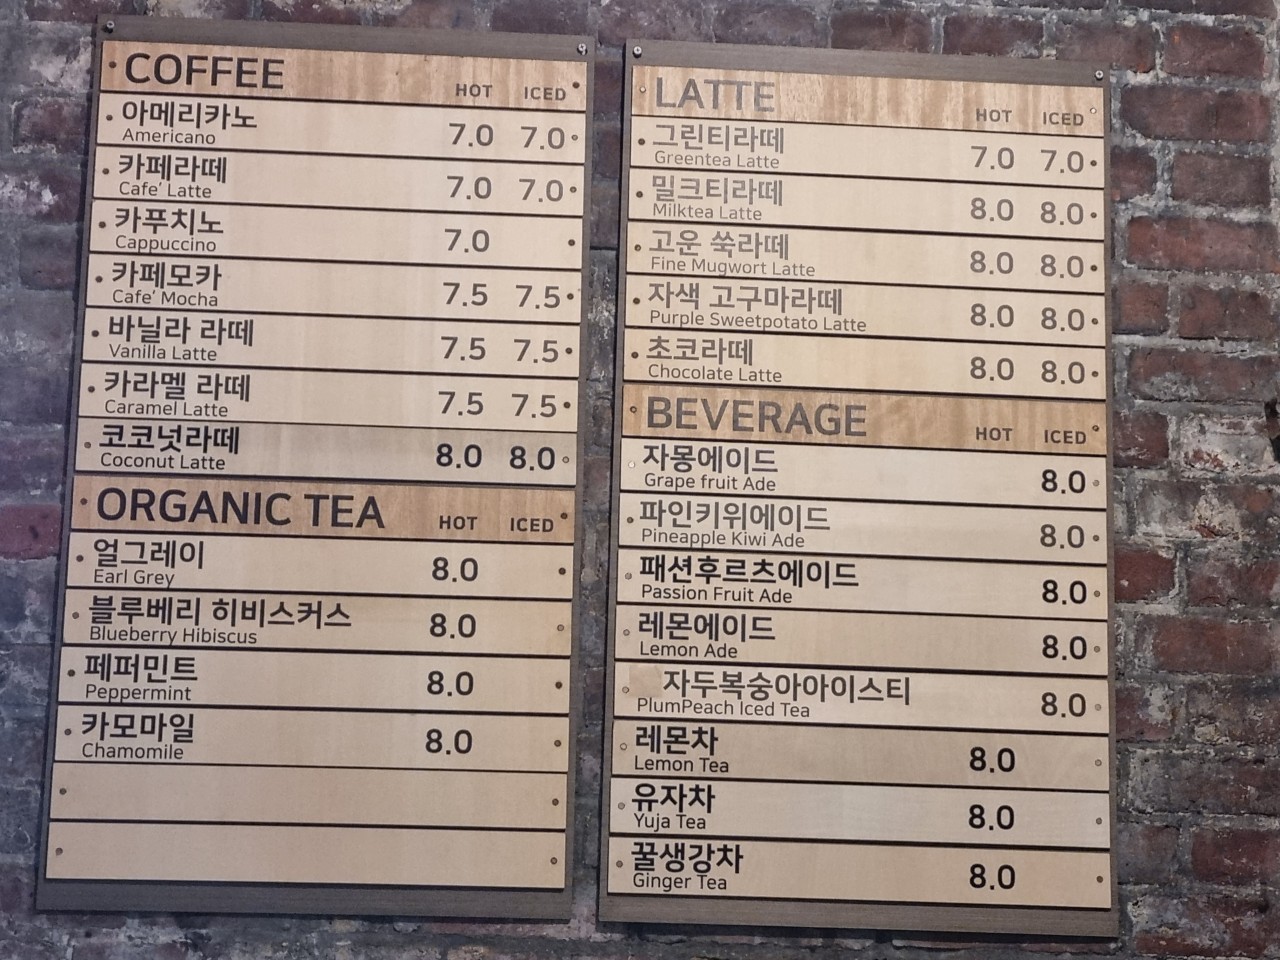 COFFEE HOT ICED
아메리카노 7.0 7.0
Americano
카페라떼 7.0 7.0
Cafe' Latte
카푸치노 7.0
Cappuccino
카페모카 7.5 7.5
Cafe' Mocha
바닐라 라떼 7.5 7.5
Vanilla Latte
카라멜 라떼 7.5 7.5
Caramel Latte
코코넛라떼 8.0 8.0
Coconut Latte
ORGANIC TEA HOT ICED
얼그레이 8.0
Earl Grey
블루베리 히비스커스 8.0
Blueberry Hibiscus
페퍼민트 8.0
Peppermint
카모마일 8.0
Chamomile
LATTE HOT ICED
그린티라떼 7.0 7.0
Greentea Latte
밀크티라떼 8.0 8.0
Milktea Latte
고운 쑥라떼 8.0 8.0
Fine Mugwort Latte
자색 고구마라떼 8.0 8.0
Purple Sweetpotato Latte
초코라떼 8.0 8.0
Chocolate Latte
BEVERAGE HOT ICED
자몽에이드 8.0
Grape fruit Ade
파인키위에이드 8.0
Pineapple Kiwi Ade
패션후르츠에이드 8.0
Passion Fruit Ade
레몬에이드 8.0
Lemon Ade
자두복숭아아이스티 8.0
PlumPeach Iced Tea
레몬차 8.0
Lemon Tea
유자차 8.0
Yuja Tea
꿀생강차 8.0
Ginger Tea